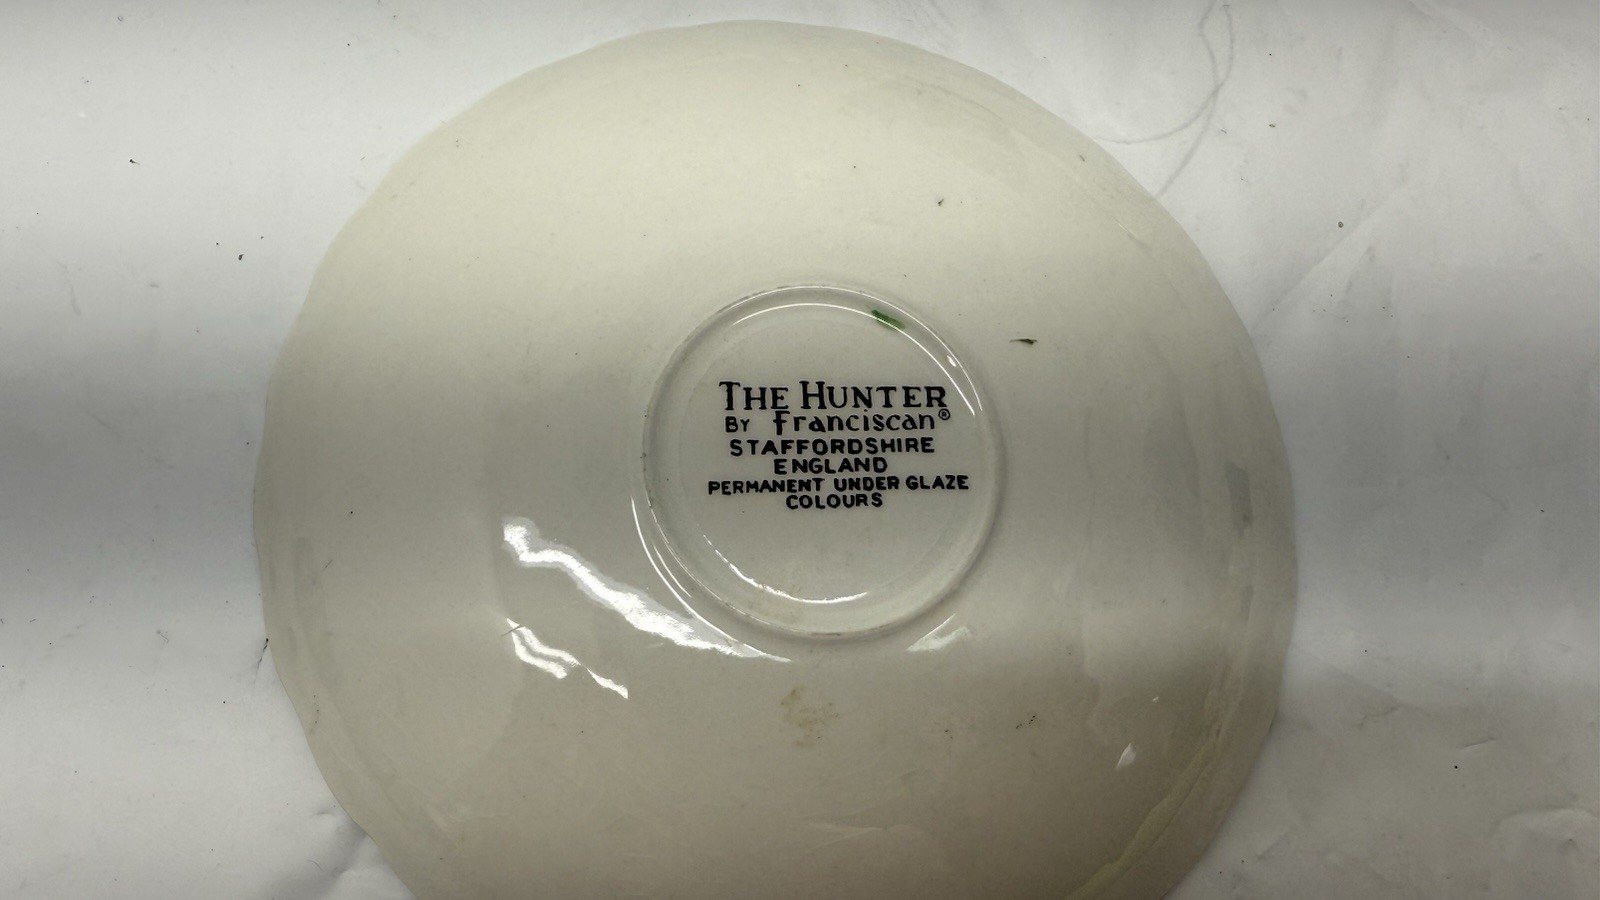 THE HUNTER
BY Franciscan®
STAFFORDSHIRE
ENGLAND
PERMANENT UNDER GLAZE
COLOURS